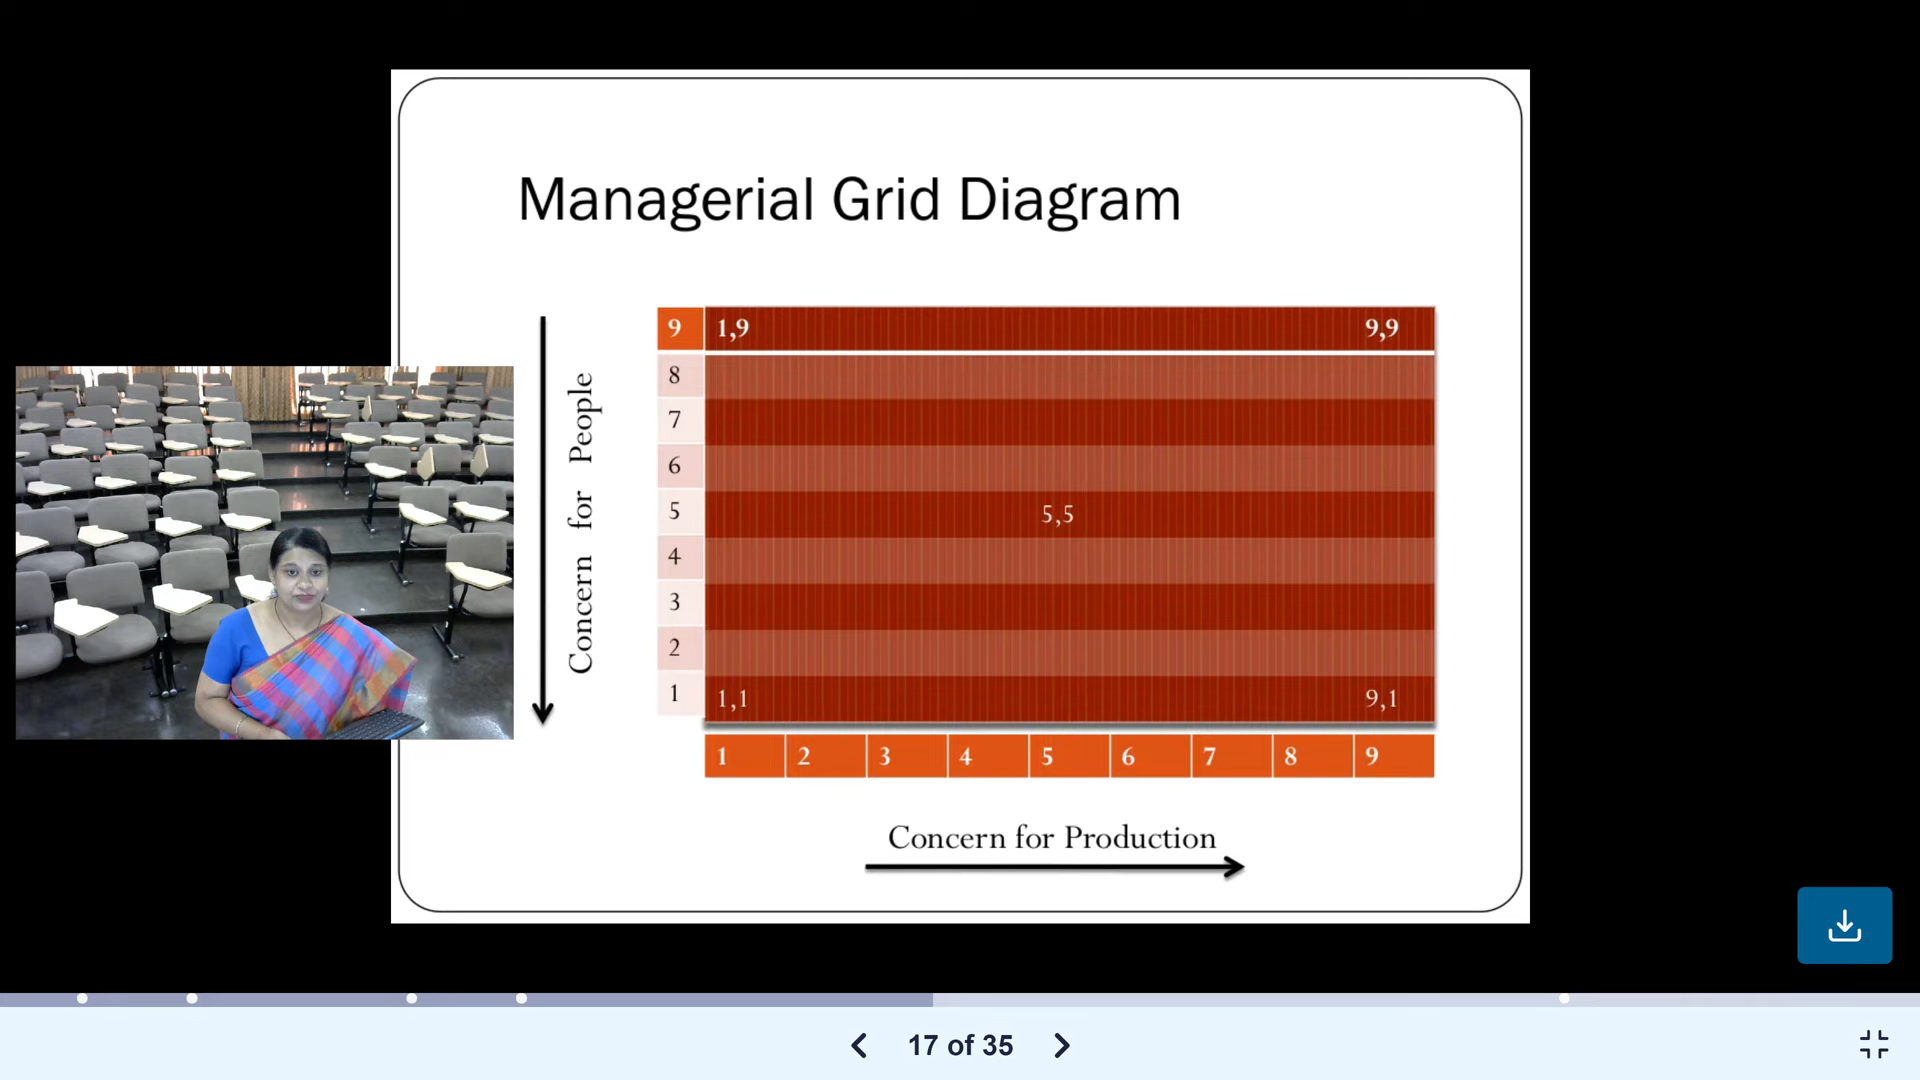 Managerial Grid Diagram
Concern for People
9 1,9 9,9
8
7
6
5 5,5
4
3
2
1 1,1 9,1
1 2 3 4 5 6 7 8 9
Concern for Production
17 of 35